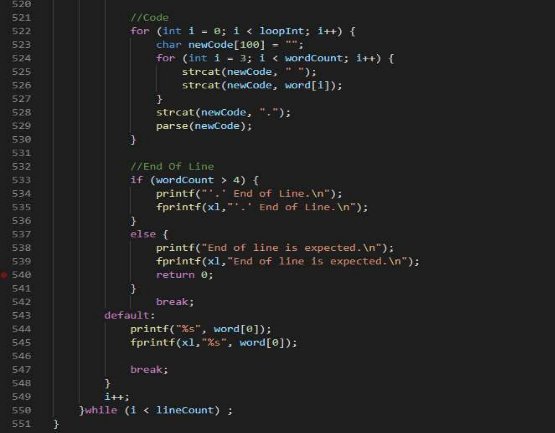 520
521 //Code
522 for (int i = 0; i < loopInt; i++) {
523 char newCode[100] = "";
524 for (int i = 3; i < wordCount; i++) {
525 strcat(newCode, " ");
526 strcat(newCode, word[i]);
527 }
528 strcat(newCode, ".");
529 parse(newCode);
530 }
531
532 //End Of Line
533 if (wordCount > 4) {
534 printf("'.' End of Line.\n");
535 fprintf(xl,"'.' End of Line.\n");
536 }
537 else {
538 printf("End of line is expected.\n");
539 fprintf(xl,"End of line is expected.\n");
540 return 0;
541 }
542 break;
543 default:
544 printf("%s", word[0]);
545 fprintf(xl,"%s", word[0]);
546
547 break;
548 }
549 i++;
550 }while (i < lineCount) ;
551 }